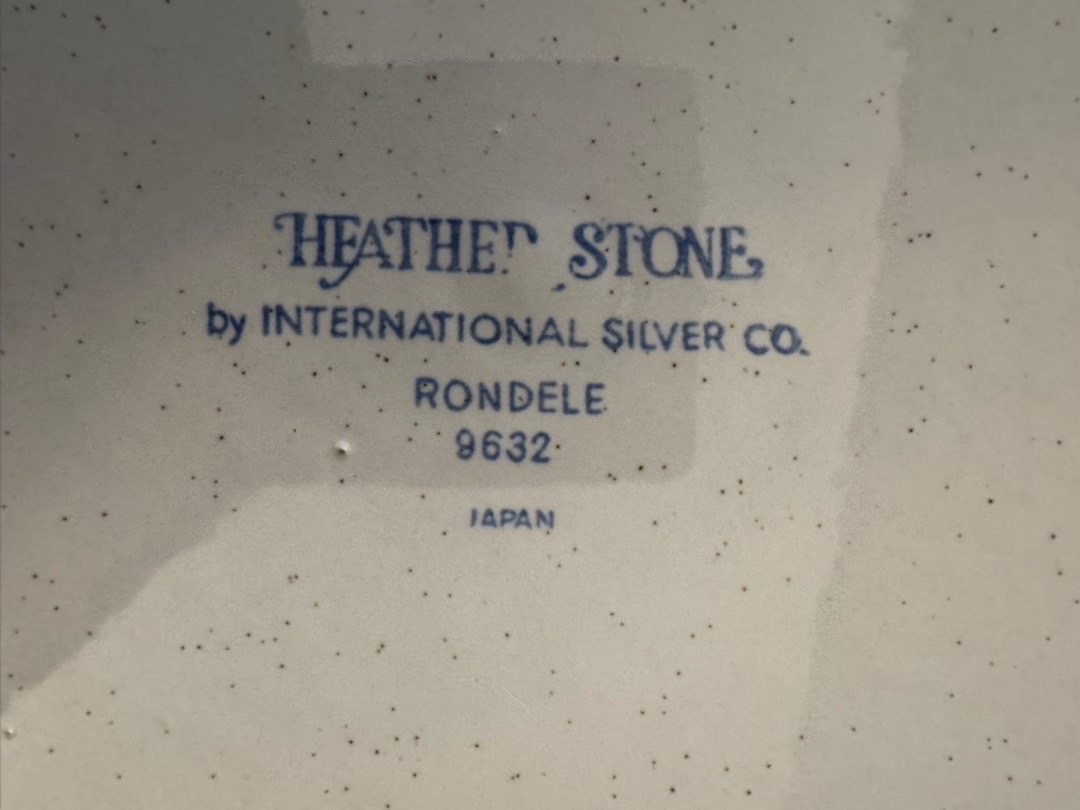 HEATHER STONE
by INTERNATIONAL SILVER CO.
RONDELE
9632
JAPAN